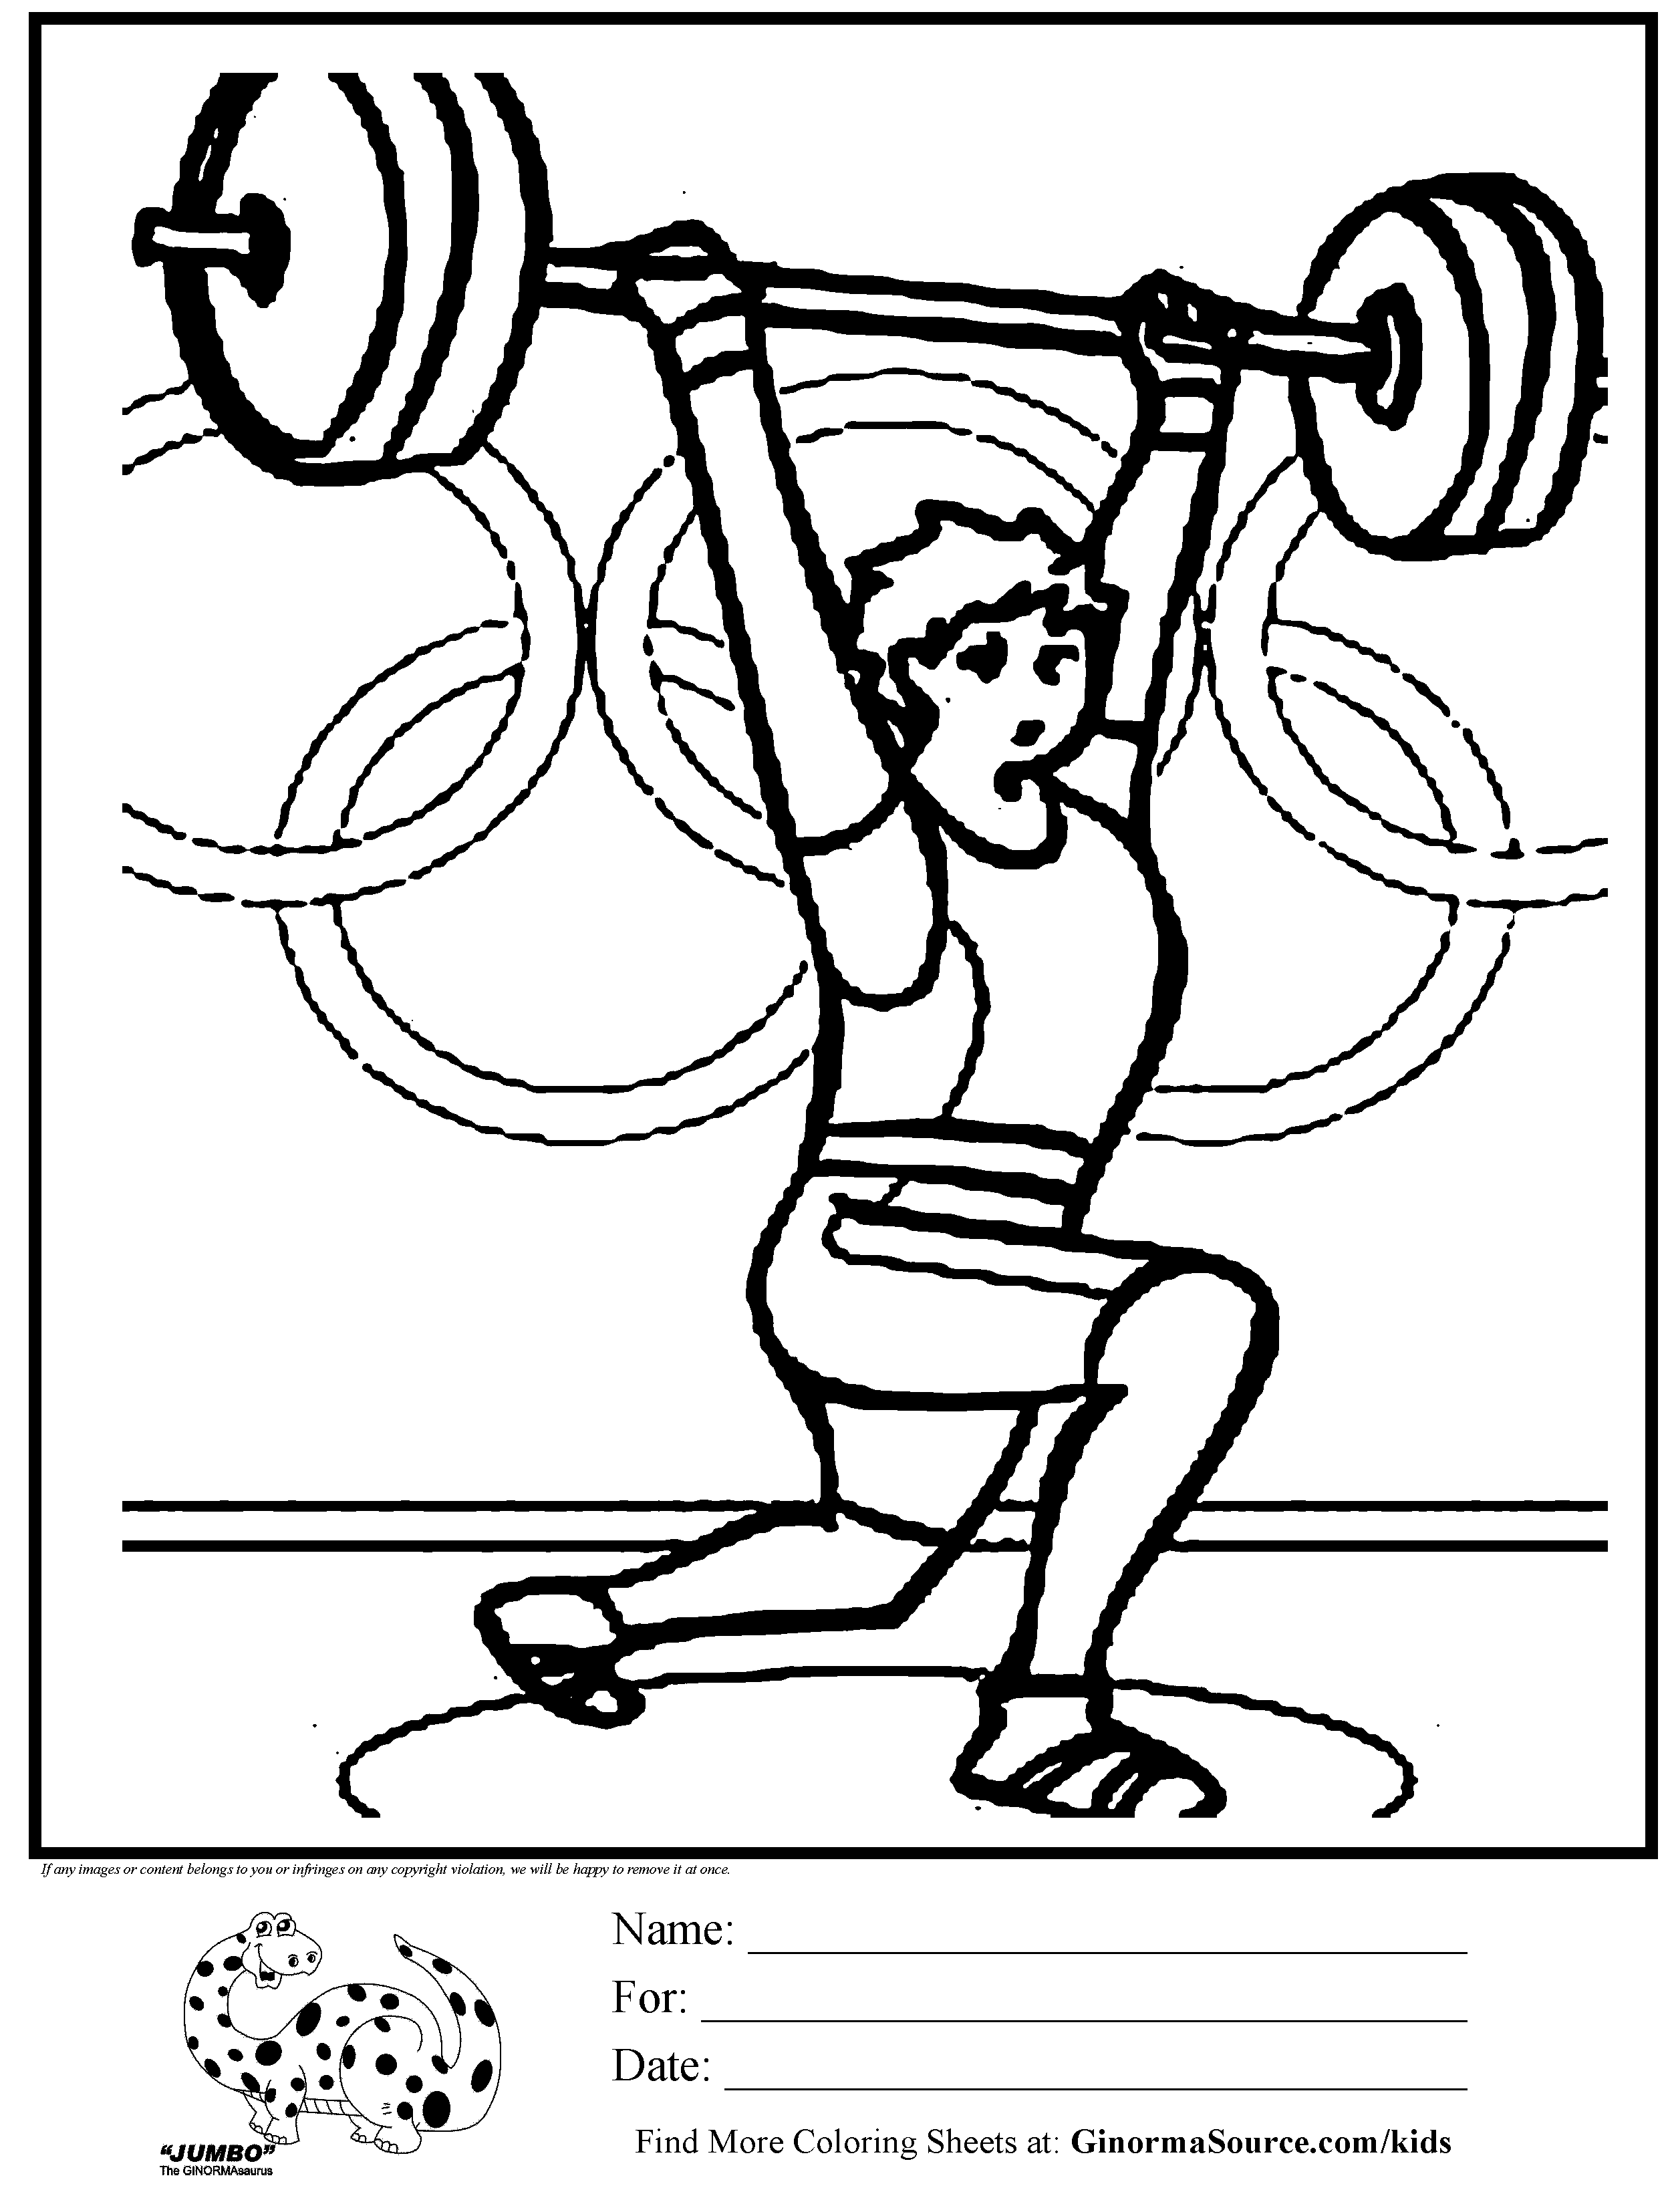 If any images or content belongs to you or infringes on any copyright violation, we will be happy to remove it at once.
Name:
For:
Date:
Find More Coloring Sheets at: GinormaSource.com/kids
“JUMBO”
The GINORMAsaurus